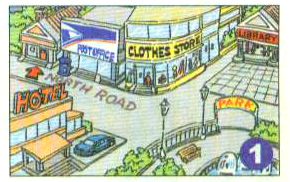 POST OFFICE
CLOTHES STORE
LIBRARY
NORTH ROAD
HOTEL
PARK
1